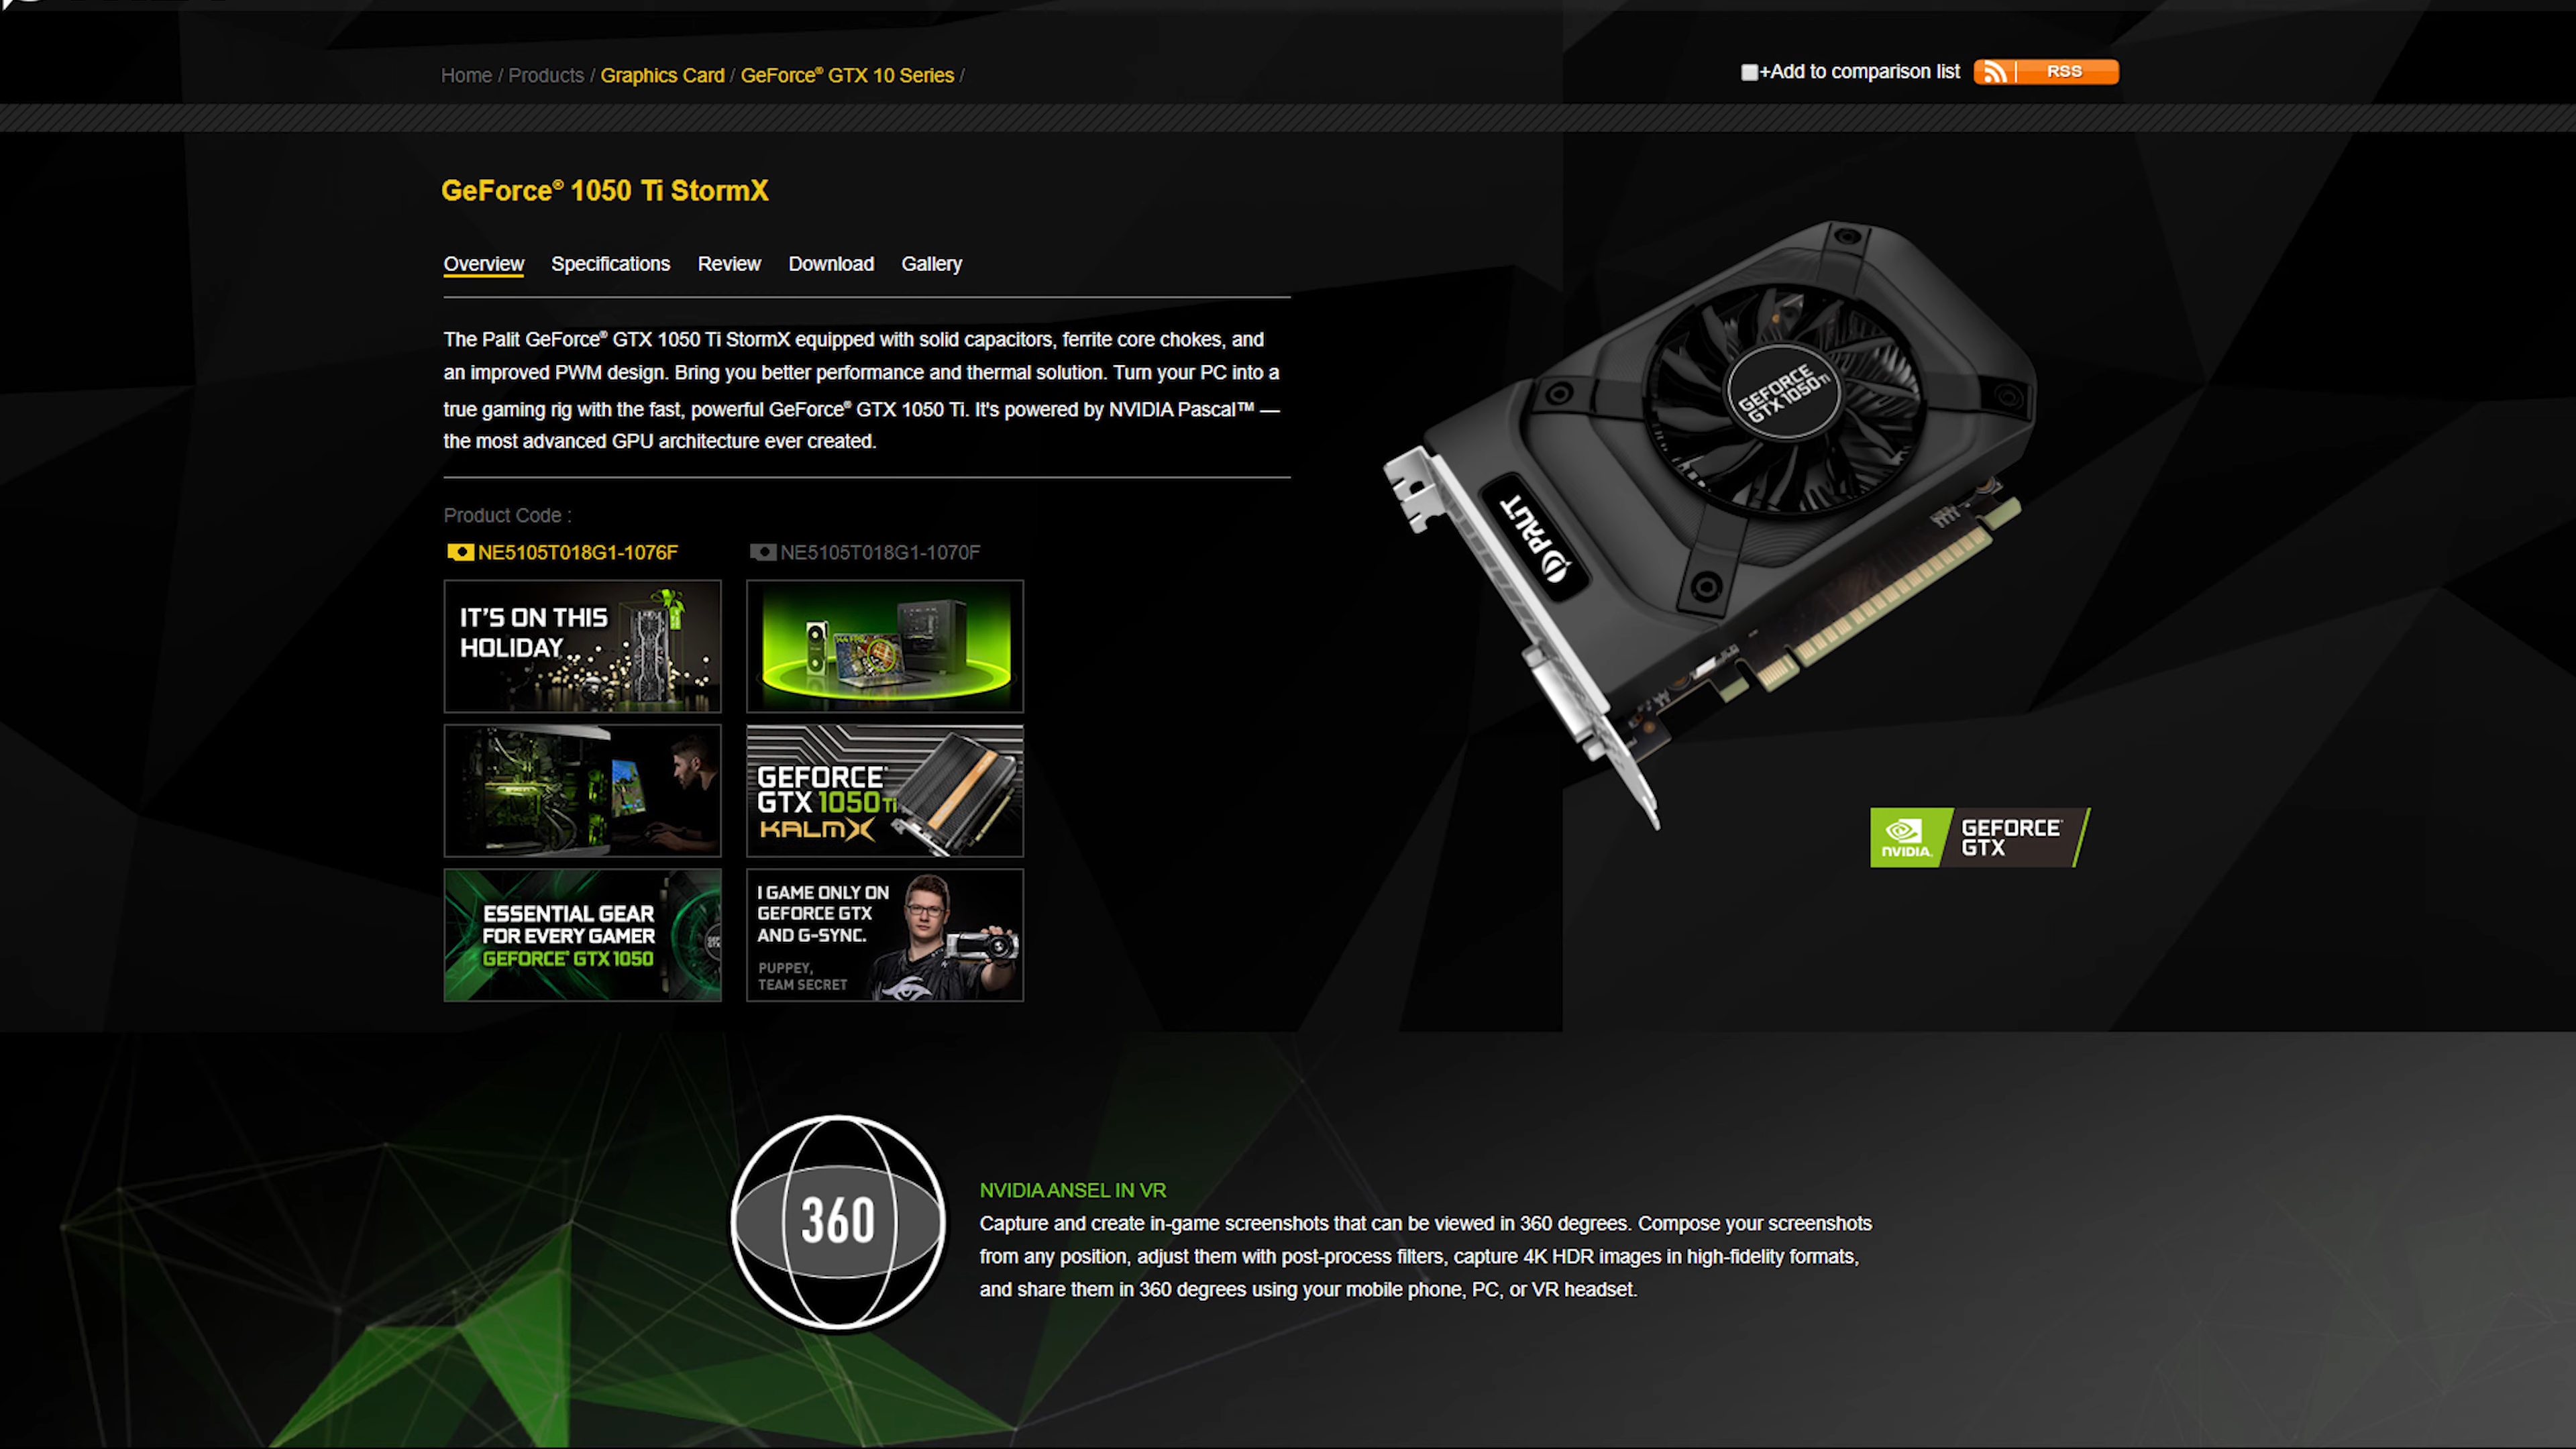 Home / Products / Graphics Card / GeForce® GTX 10 Series /
+Add to comparison list
RSS
GeForce® 1050 Ti StormX
Overview Specifications Review Download Gallery
The Palit GeForce® GTX 1050 Ti StormX equipped with solid capacitors, ferrite core chokes, and
an improved PWM design. Bring you better performance and thermal solution. Turn your PC into a
true gaming rig with the fast, powerful GeForce® GTX 1050 Ti. It's powered by NVIDIA Pascal™ —
the most advanced GPU architecture ever created.
GEFORCE
GTX 1050Ti
PALIT
Product Code :
NE5105T018G1-1076F
NE5105T018G1-1070F
IT'S ON THIS
HOLIDAY
GEFORCE®
GTX 1050Ti
KALMX
NVIDIA.
GEFORCE®
GTX
ESSENTIAL GEAR
FOR EVERY GAMER
GEFORCE® GTX 1050
I GAME ONLY ON
GEFORCE GTX
AND G-SYNC.
PUPPEY,
TEAM SECRET
360
NVIDIA ANSEL IN VR
Capture and create in-game screenshots that can be viewed in 360 degrees. Compose your screenshots
from any position, adjust them with post-process filters, capture 4K HDR images in high-fidelity formats,
and share them in 360 degrees using your mobile phone, PC, or VR headset.